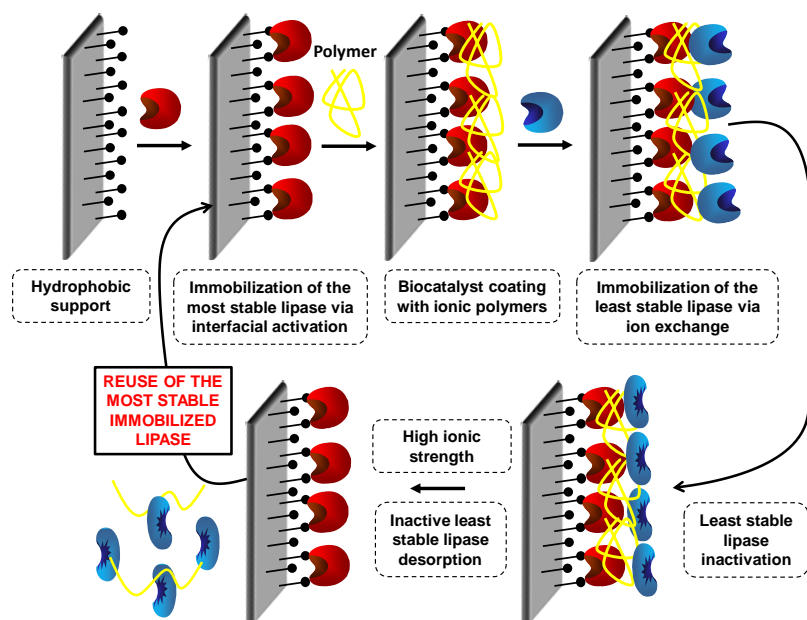 Polymer
Hydrophobic
support
Immobilization of the
most stable lipase via
interfacial activation
Biocatalyst coating
with ionic polymers
Immobilization of the
least stable lipase via
ion exchange
REUSE OF THE
MOST STABLE
IMMOBILIZED
LIPASE
High ionic
strength
Inactive least
stable lipase
desorption
Least stable
lipase
inactivation